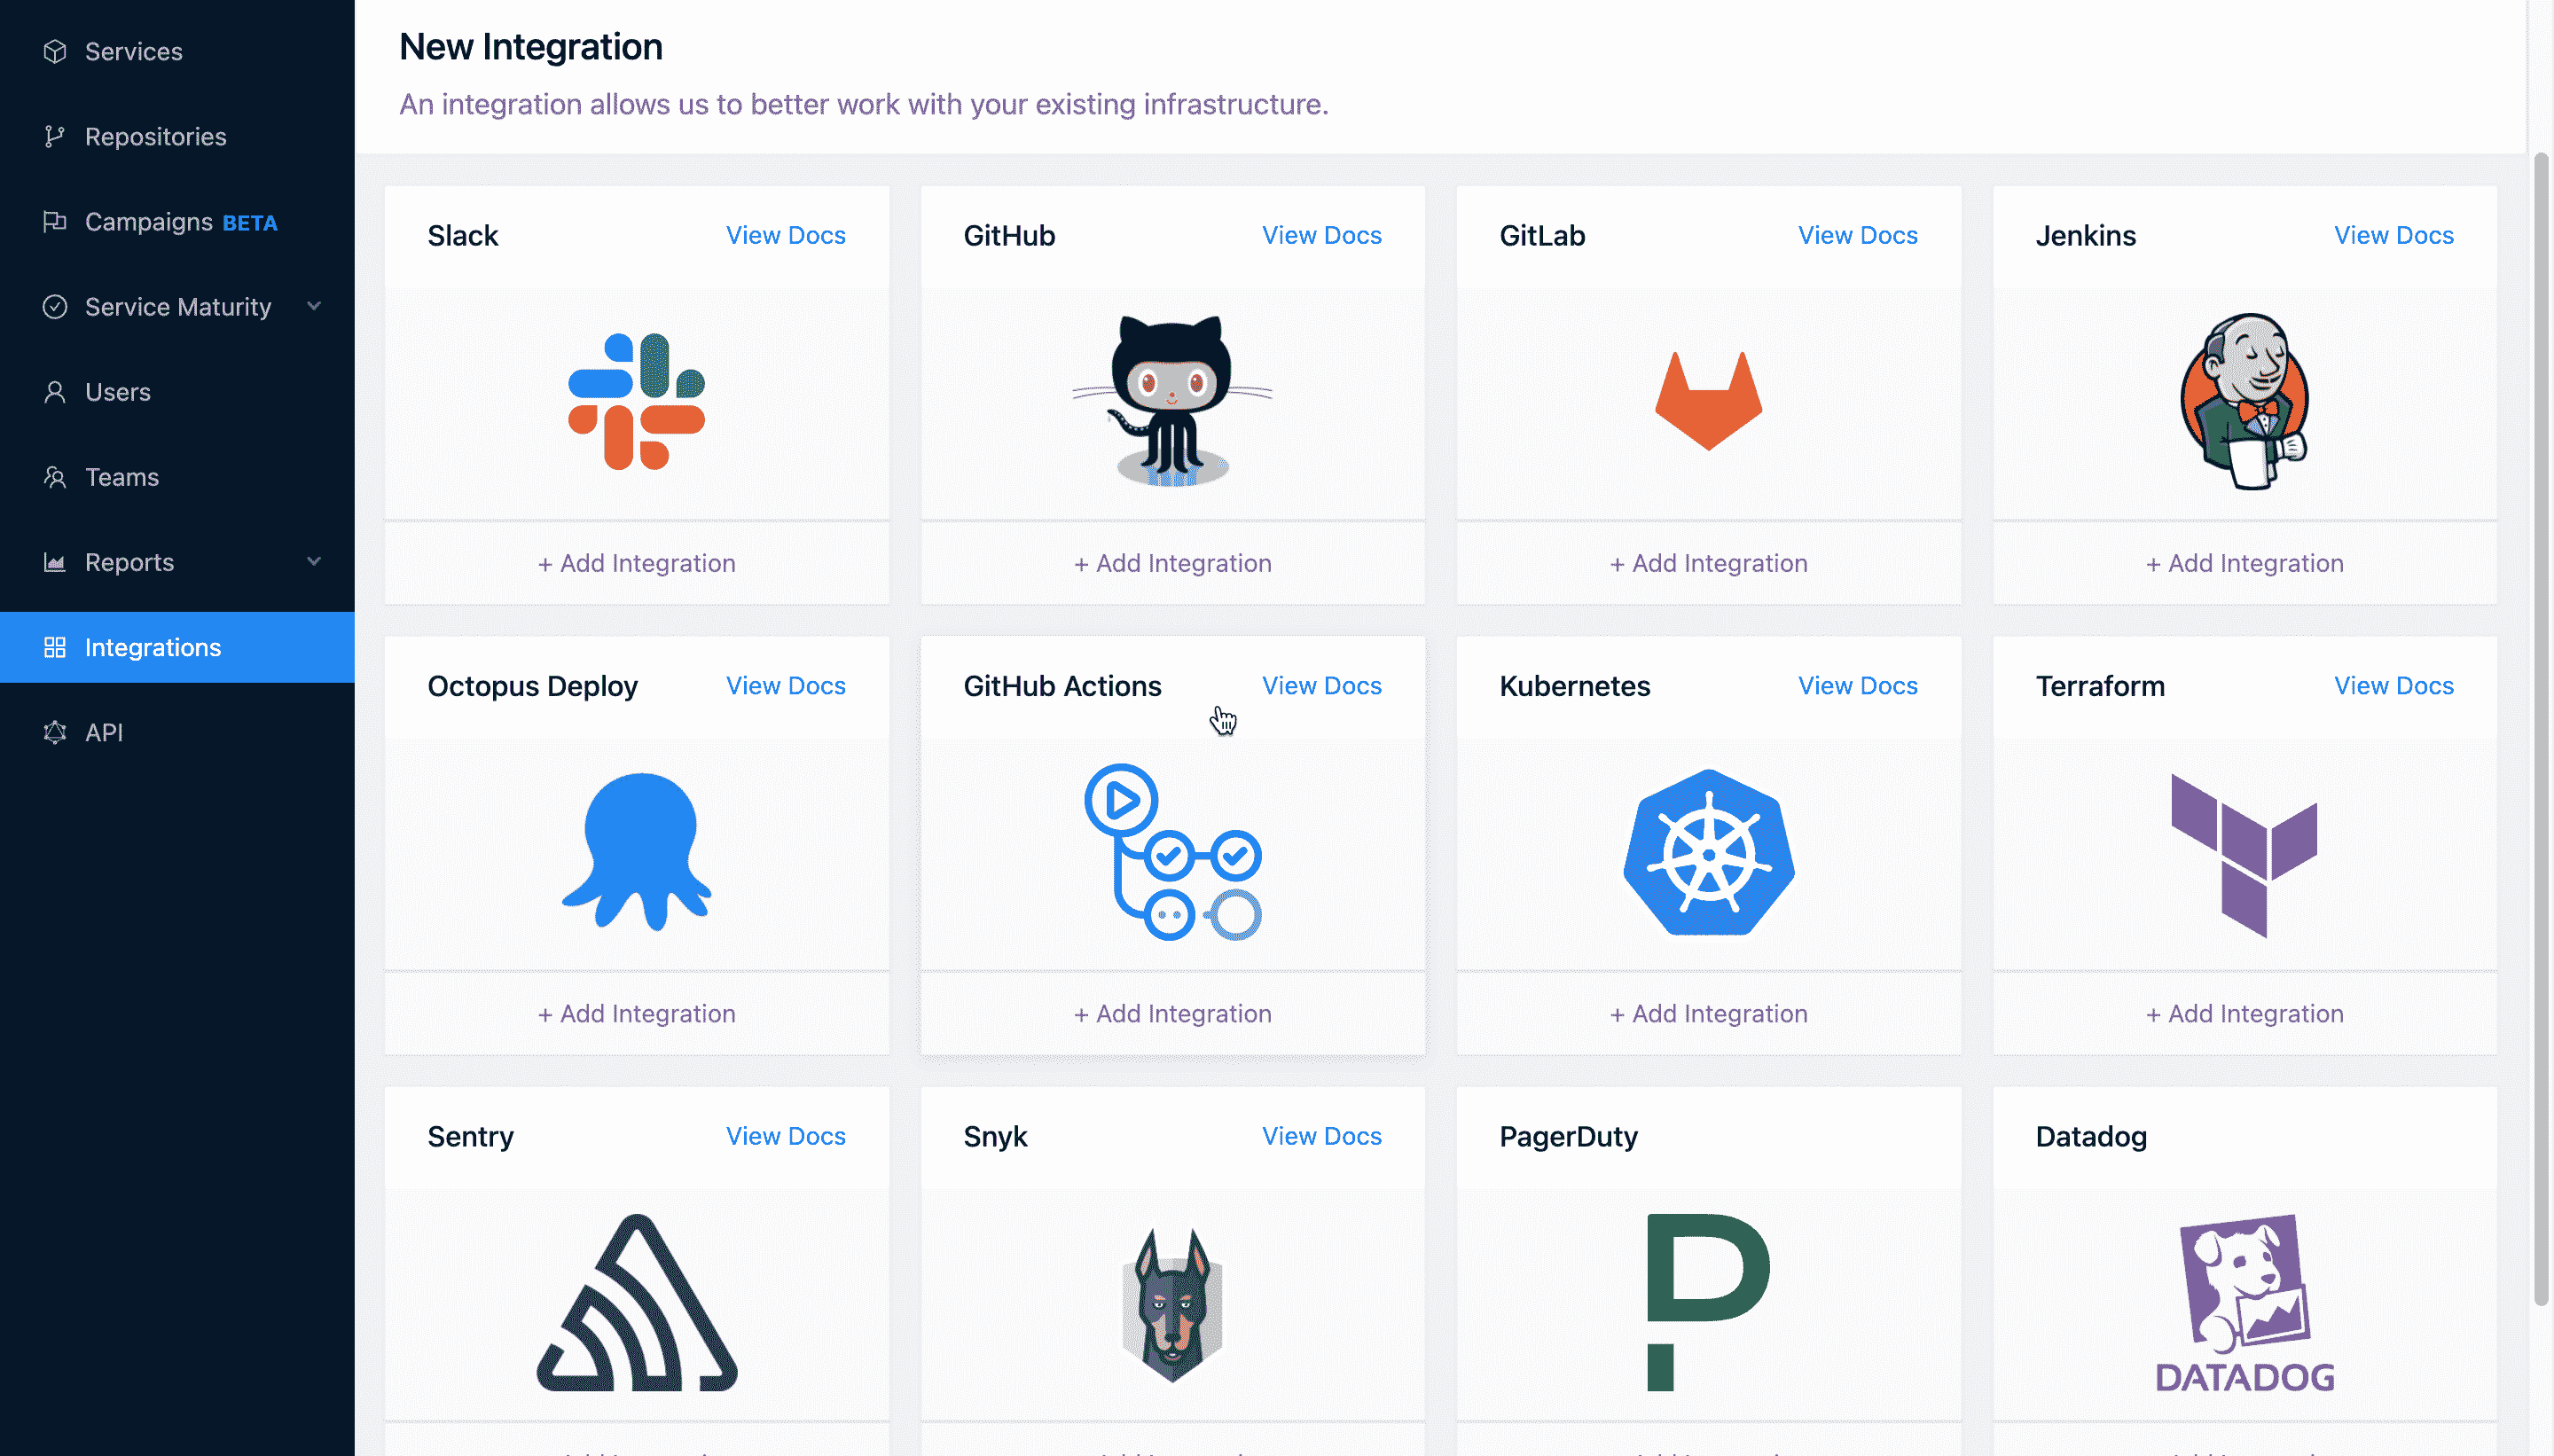 Services
Repositories
Campaigns BETA
Service Maturity
Users
Teams
Reports
Integrations
API
New Integration
An integration allows us to better work with your existing infrastructure.
Slack View Docs
GitHub View Docs
GitLab View Docs
Jenkins View Docs
+ Add Integration
+ Add Integration
+ Add Integration
+ Add Integration
Octopus Deploy View Docs
GitHub Actions View Docs
Kubernetes View Docs
Terraform View Docs
+ Add Integration
+ Add Integration
+ Add Integration
+ Add Integration
Sentry View Docs
Snyk View Docs
PagerDuty
Datadog
DATADOG